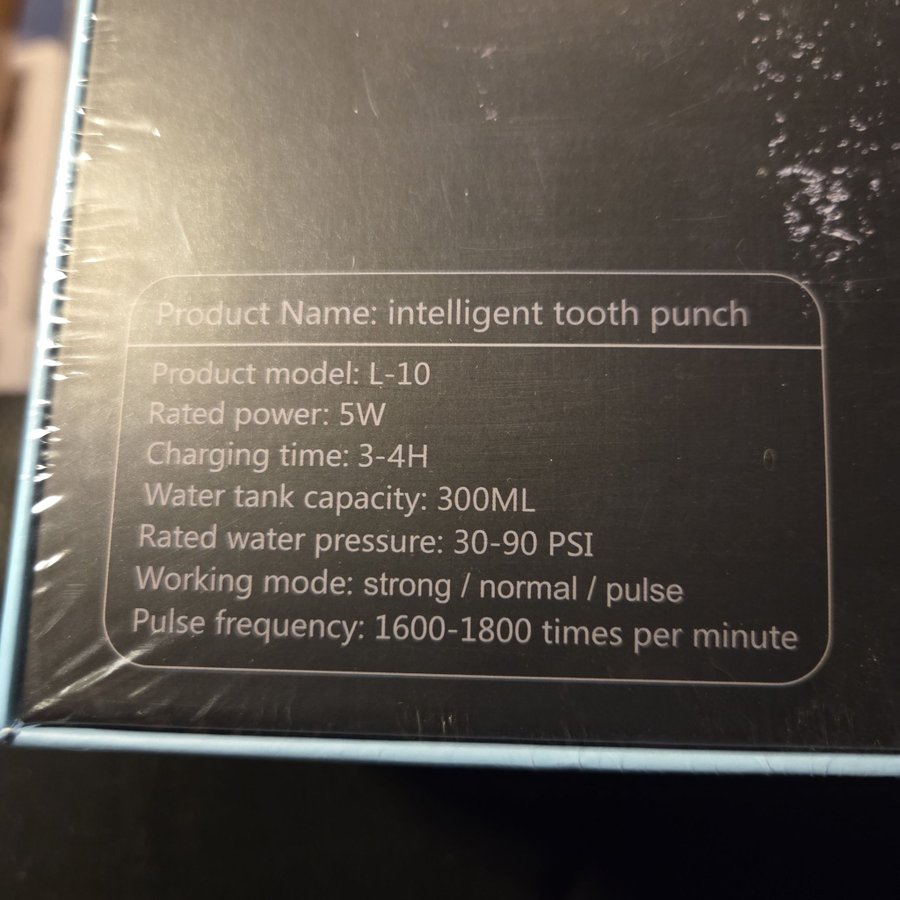 Product Name: intelligent tooth punch
Product model: L-10
Rated power: 5W
Charging time: 3-4H
Water tank capacity: 300ML
Rated water pressure: 30-90 PSI
Working mode: strong / normal / pulse
Pulse frequency: 1600-1800 times per minute